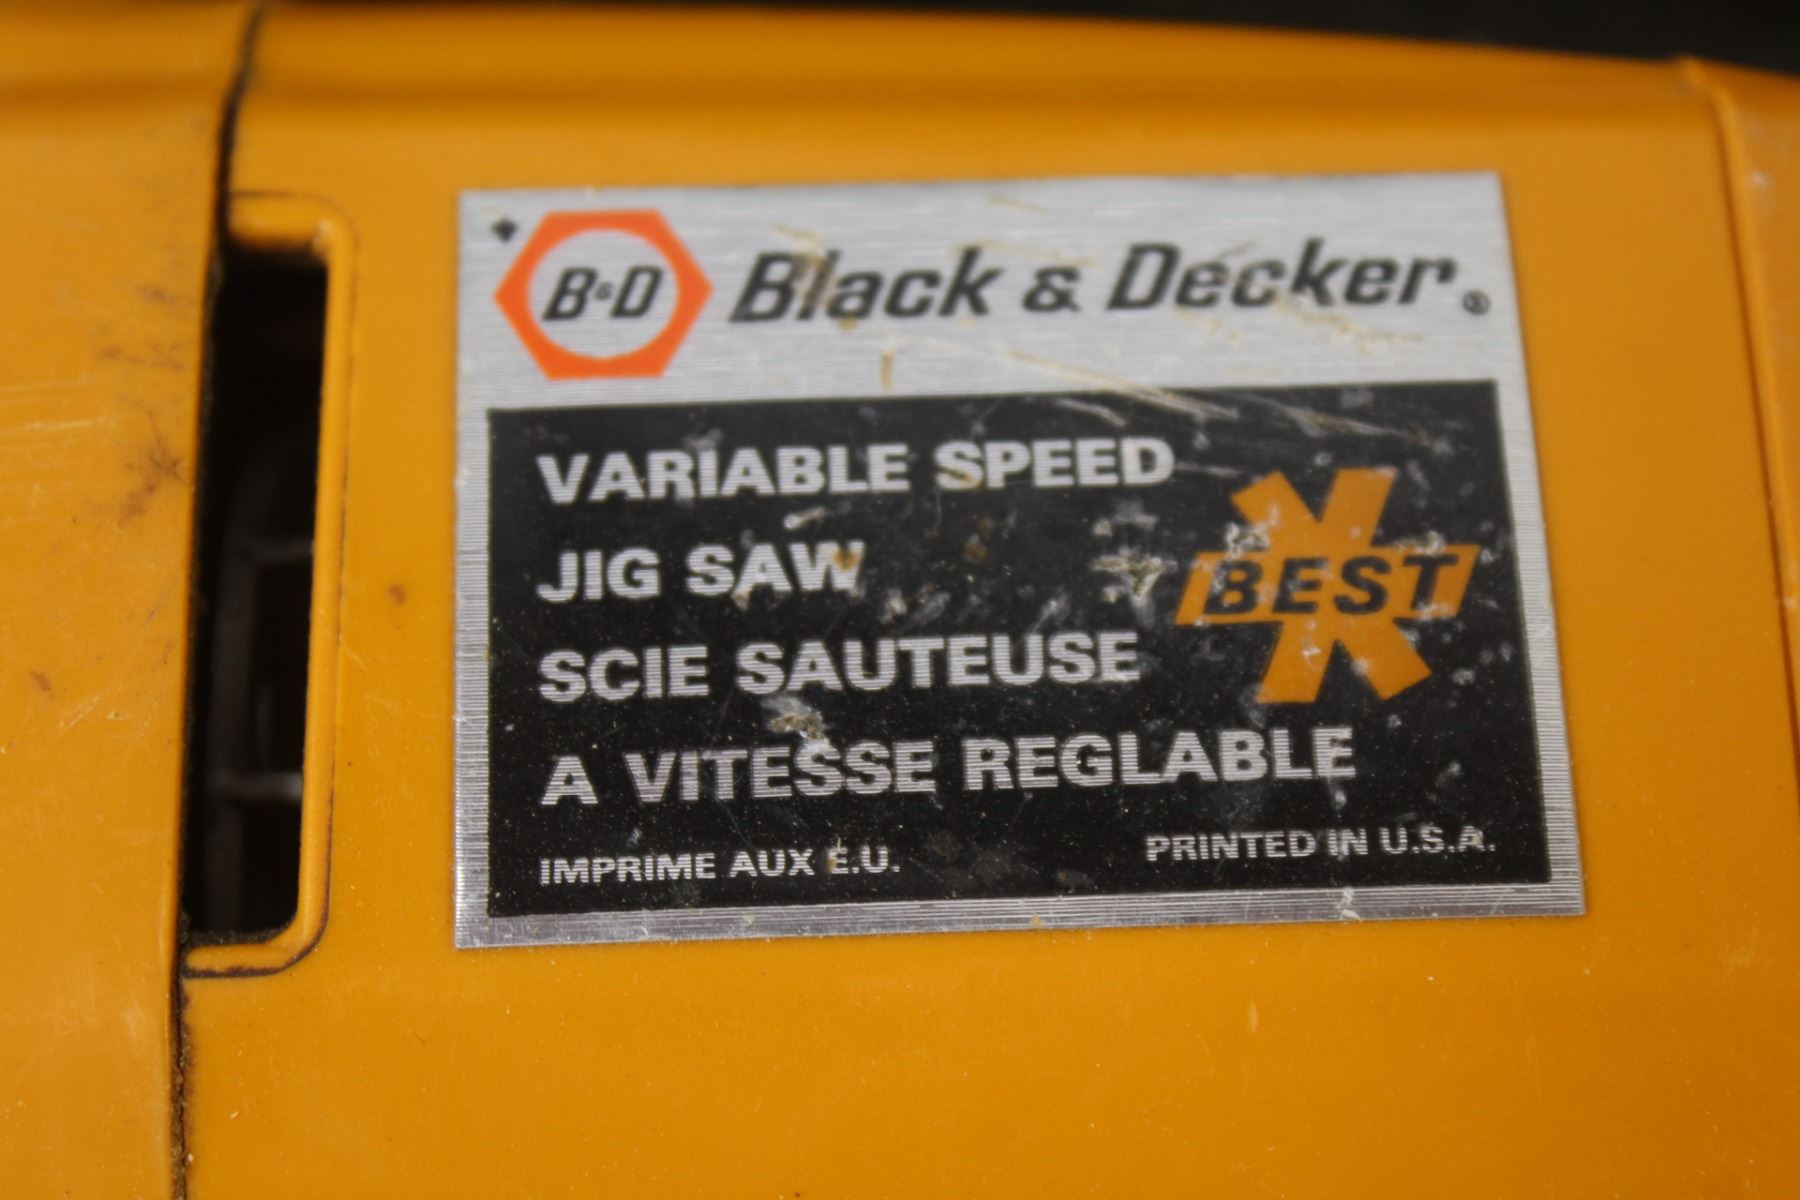 B&D Black & Decker®
VARIABLE SPEED
JIG SAW
BEST
SCIE SAUTEUSE
A VITESSE REGLABLE
IMPRIME AUX E.U. PRINTED IN U.S.A.